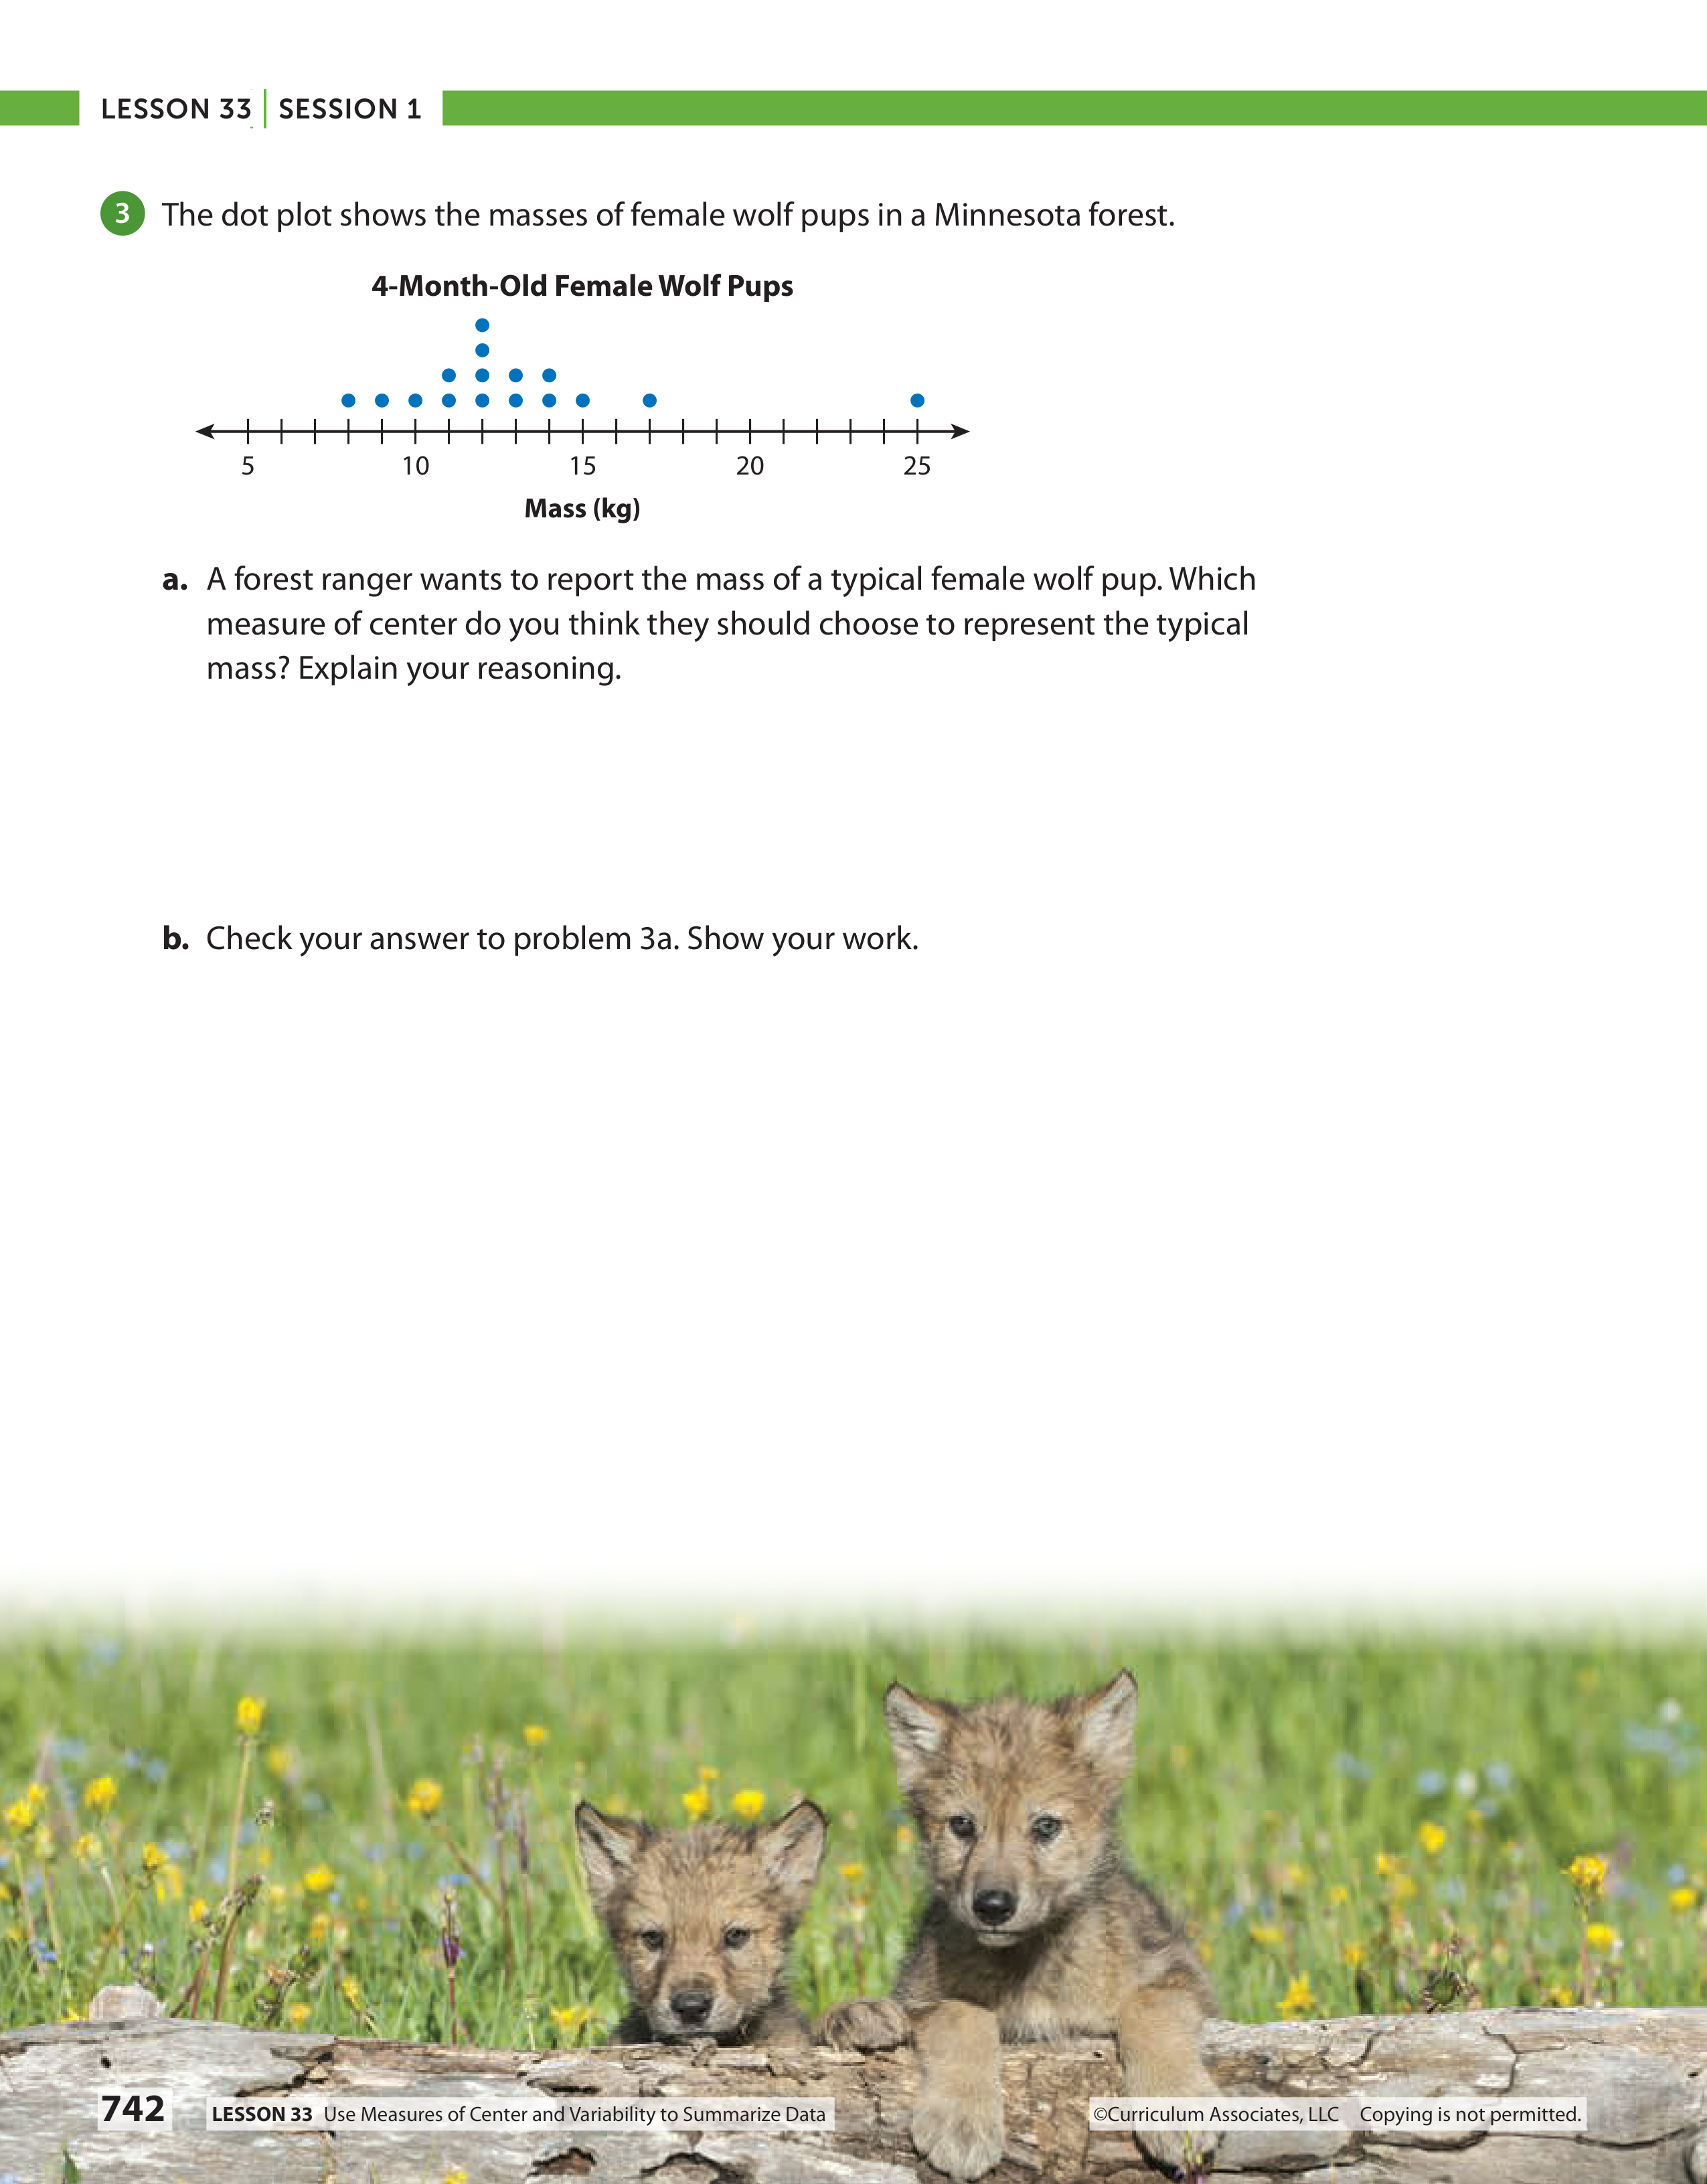 LESSON 33 | SESSION 1
3 The dot plot shows the masses of female wolf pups in a Minnesota forest.
4-Month-Old Female Wolf Pups
5 10 15 20 25
Mass (kg)
a. A forest ranger wants to report the mass of a typical female wolf pup. Which
measure of center do you think they should choose to represent the typical
mass? Explain your reasoning.
b. Check your answer to problem 3a. Show your work.
742 LESSON 33 Use Measures of Center and Variability to Summarize Data ©Curriculum Associates, LLC Copying is not permitted.